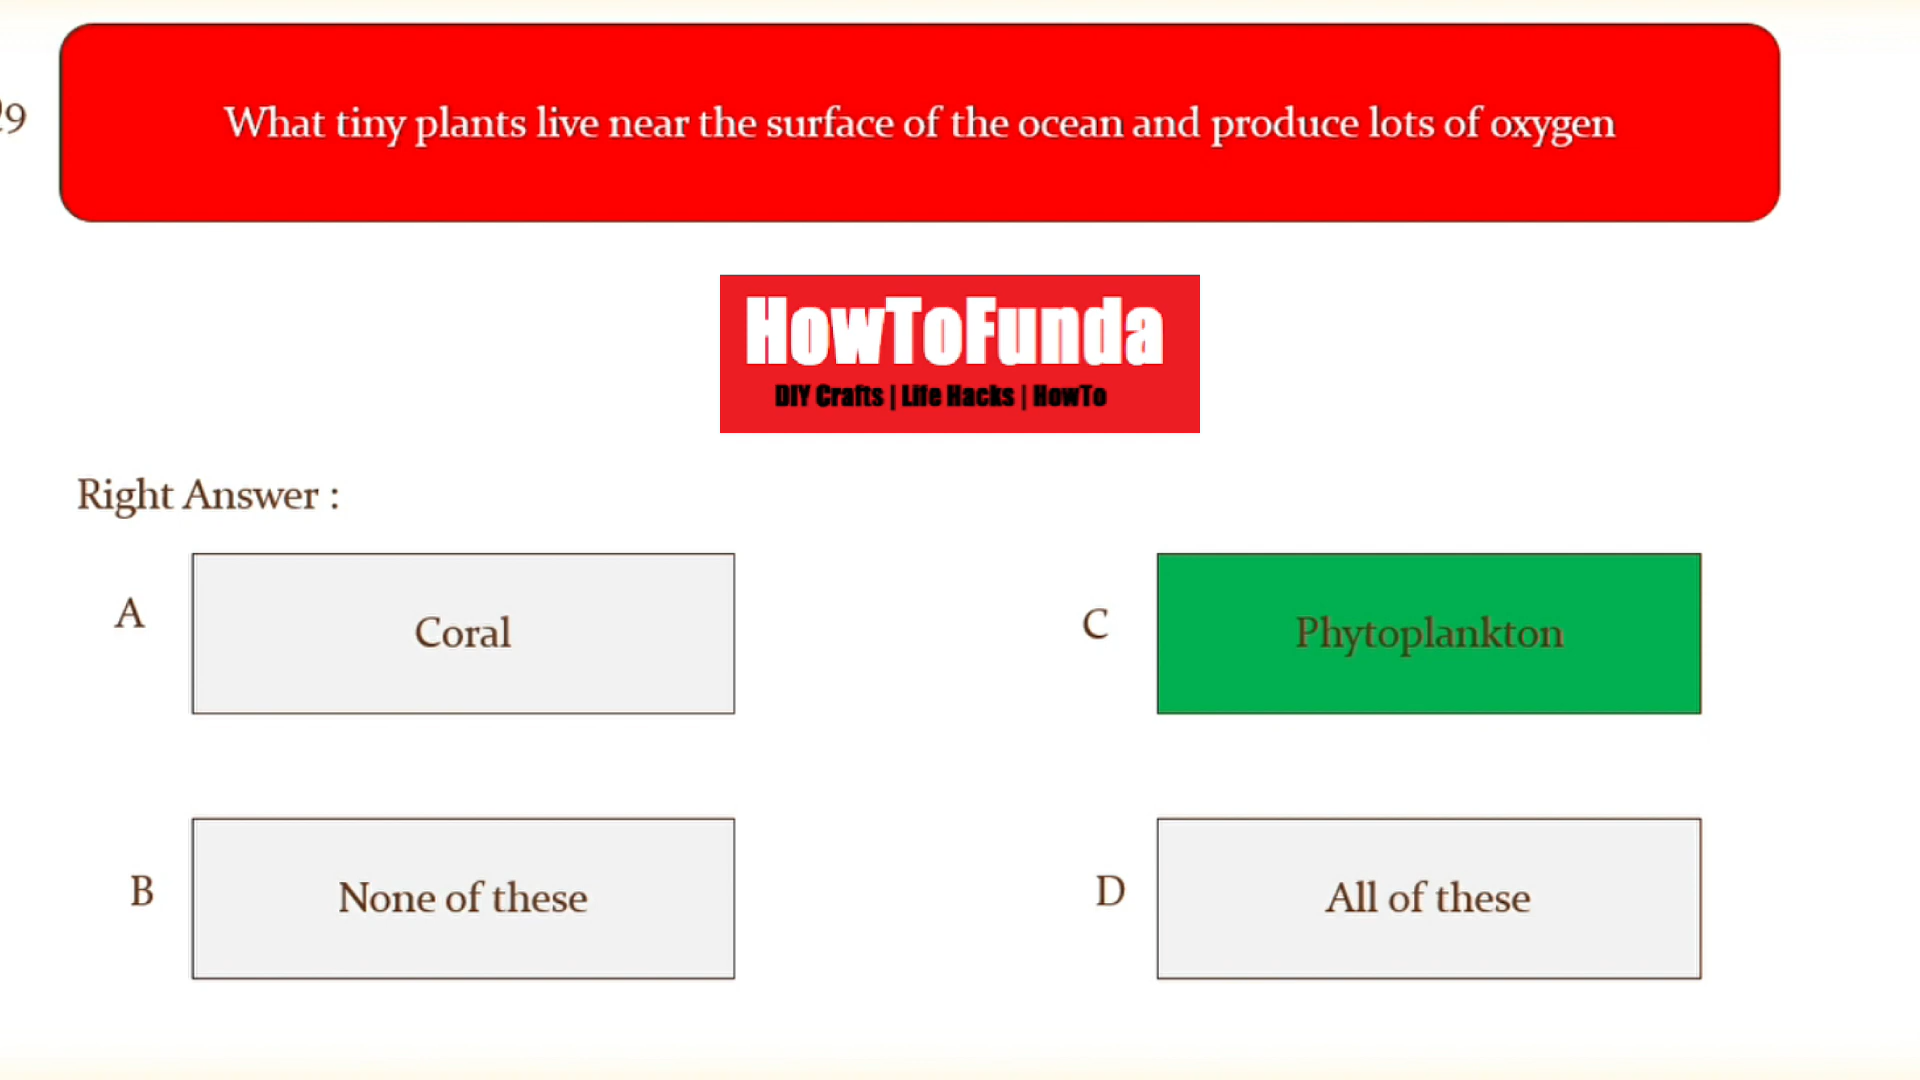 What tiny plants live near the surface of the ocean and produce lots of oxygen
HowToFunda
DIY Crafts | Life Hacks | HowTo
Right Answer :
A
Coral
C
Phytoplankton
B
None of these
D
All of these